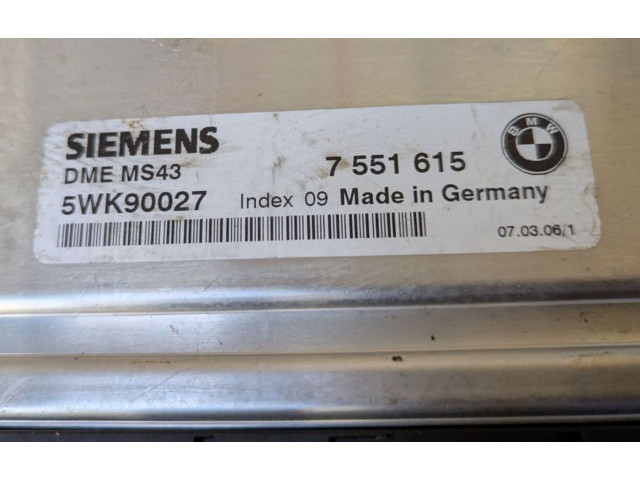 SIEMENS
DME MS43 7 551 615 BMW
5WK90027 Index 09 Made in Germany
07.03.06/1